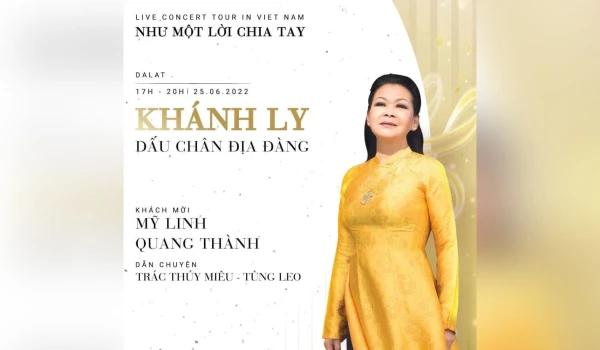 LIVE CONCERT TOUR IN VIET NAM
NHƯ MỘT LỜI CHIA TAY
DALAT
17H - 20H | 25.06.2022
KHÁNH LY
DẤU CHÂN ĐỊA ĐÀNG
KHÁCH MỜI
MỸ LINH
QUANG THÀNH
DẪN CHUYỆN
TRÁC THÚY MIÊU - TÙNG LEO